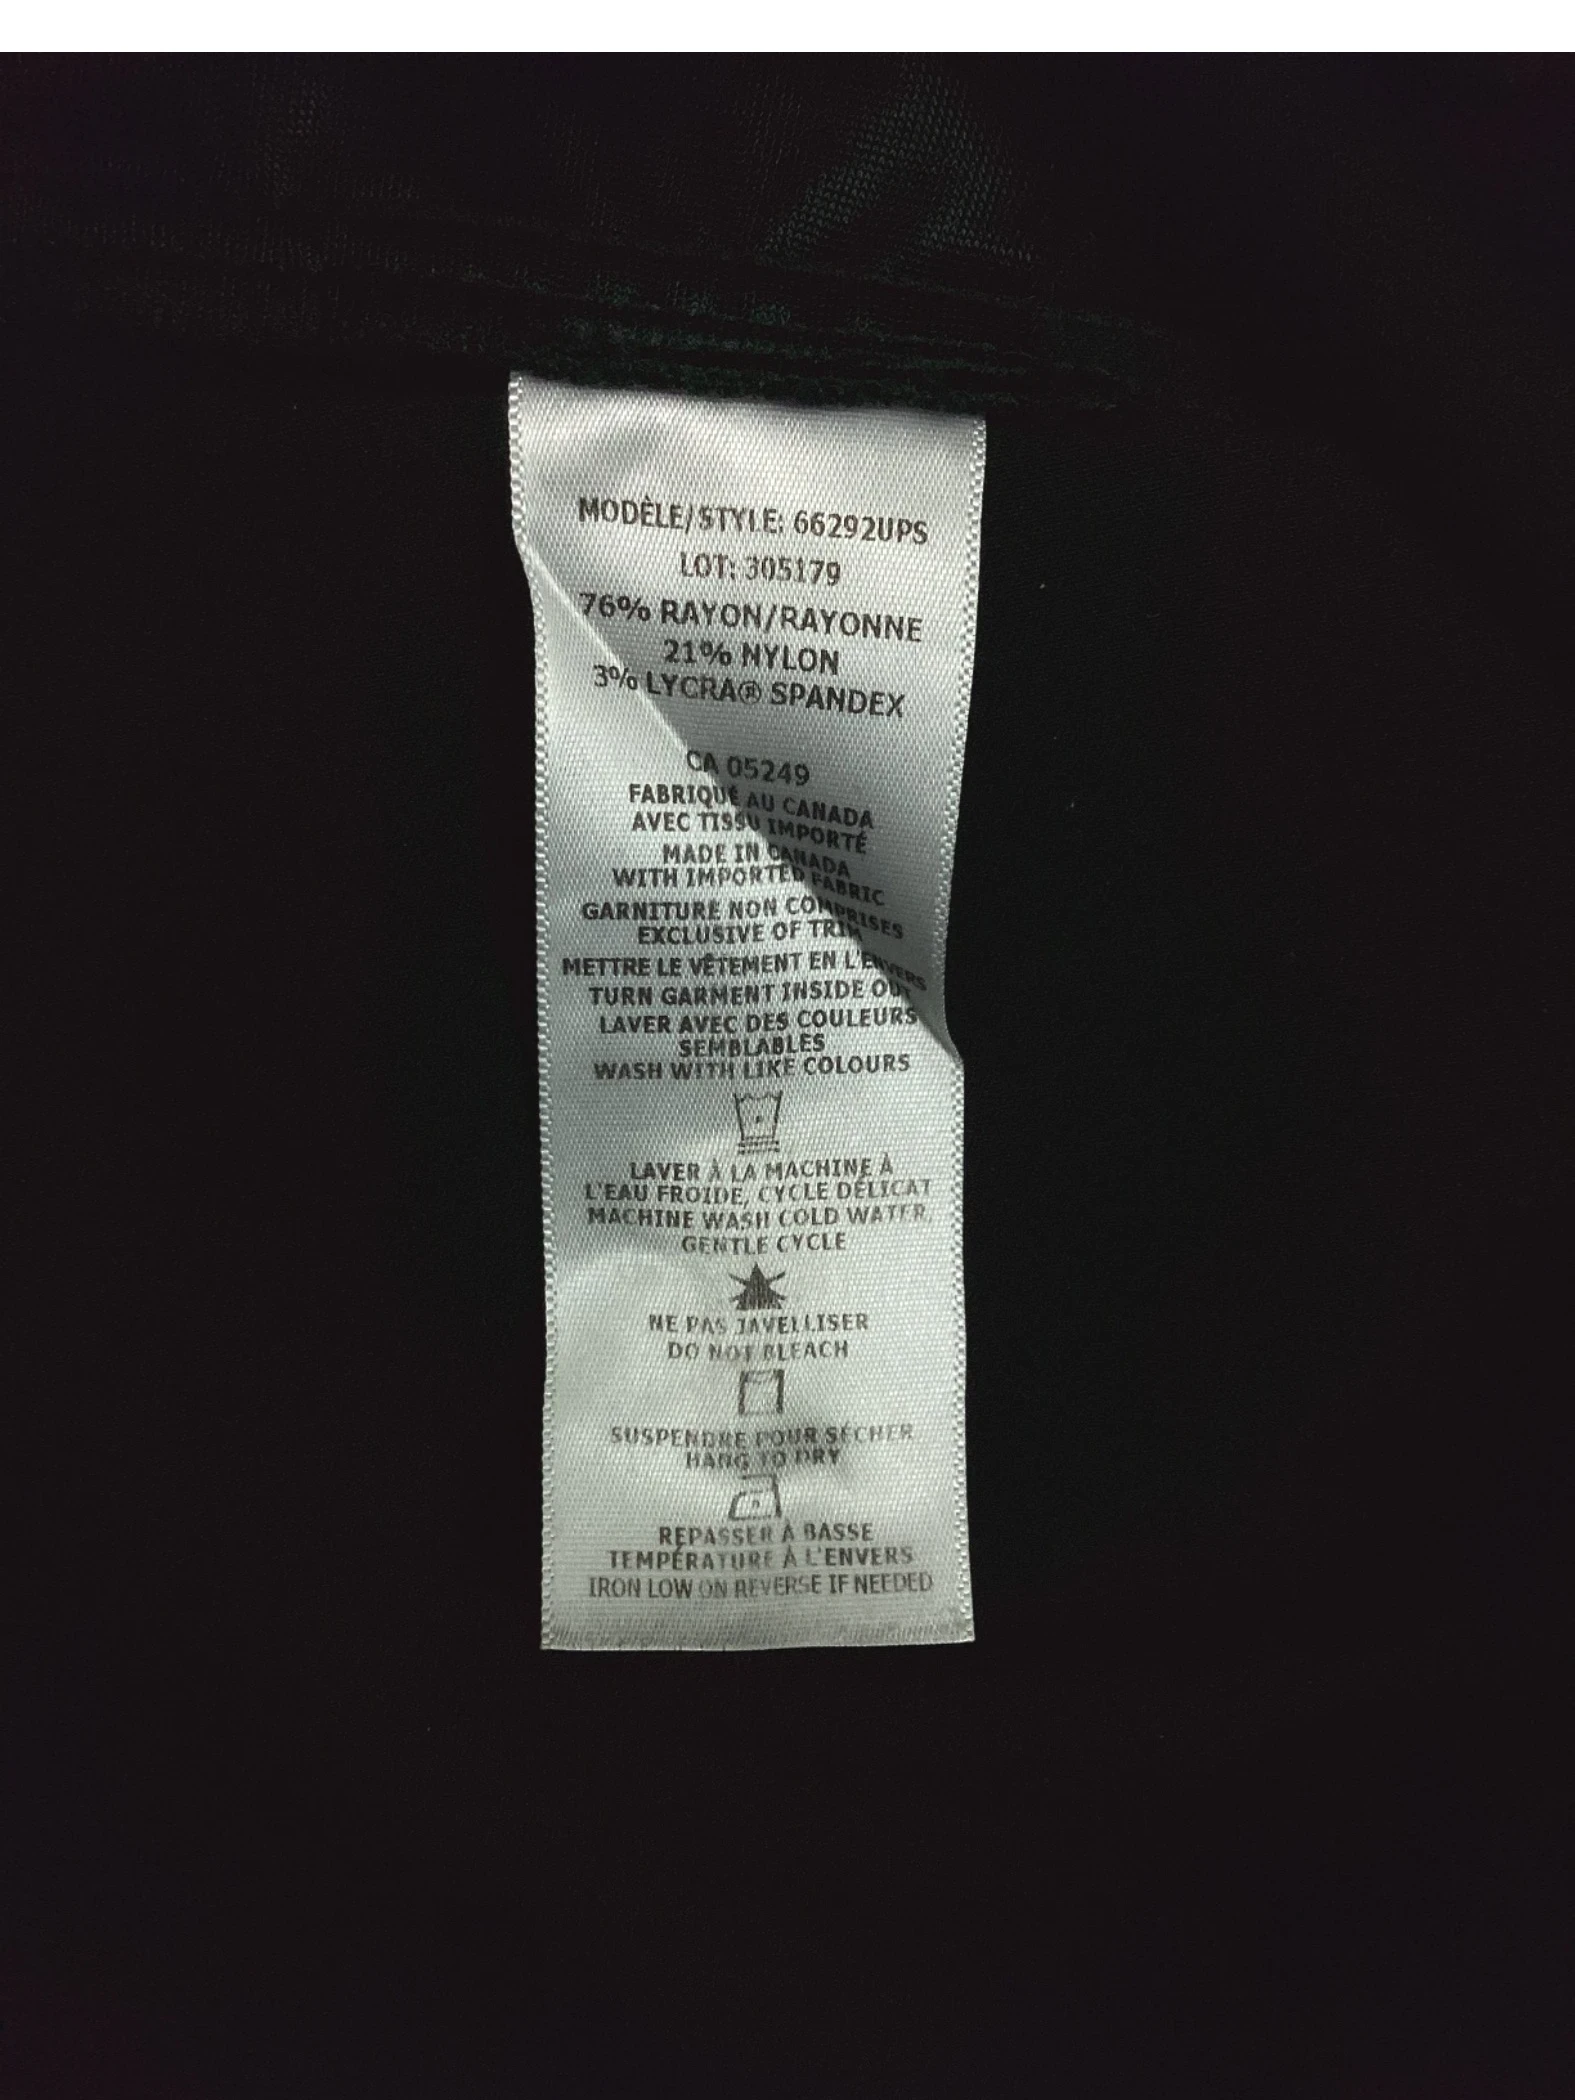 MODÈLE/STYLE: 66292UPS
LOT: 305179
76% RAYON/RAYONNE
21% NYLON
3% LYCRA® SPANDEX
CA 05249
FABRIQUÉ AU CANADA
AVEC TISSU IMPORTÉ
MADE IN CANADA
WITH IMPORTED FABRIC
GARNITURE NON COMPRISES
EXCLUSIVE OF TRIM
METTRE LE VÊTEMENT EN L'ENVERS
TURN GARMENT INSIDE OUT
LAVER AVEC DES COULEURS
SEMBLABLES
WASH WITH LIKE COLOURS
LAVER À LA MACHINE À
L'EAU FROIDE, CYCLE DÉLICAT
MACHINE WASH COLD WATER,
GENTLE CYCLE
NE PAS JAVELLISER
DO NOT BLEACH
SUSPENDRE POUR SÉCHER
HANG TO DRY
REPASSER À BASSE
TEMPÉRATURE À L'ENVERS
IRON LOW ON REVERSE IF NEEDED